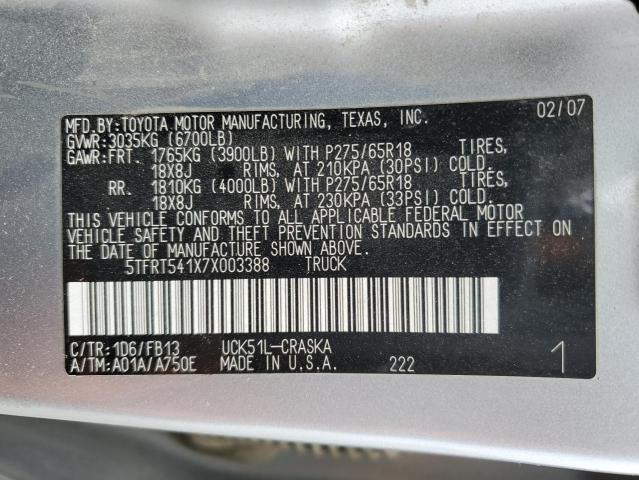 MFD.BY:TOYOTA MOTOR MANUFACTURING, TEXAS, INC. 02/07
GVWR:3035KG (6700LB)
GAWR:FRT. 1765KG (3900LB) WITH P275/65R18 TIRES,
18X8J RIMS, AT 210KPA (30PSI) COLD.
RR. 1810KG (4000LB) WITH P275/65R18 TIRES,
18X8J RIMS, AT 230KPA (33PSI) COLD.
THIS VEHICLE CONFORMS TO ALL APPLICABLE FEDERAL MOTOR
VEHICLE SAFETY AND THEFT PREVENTION STANDARDS IN EFFECT ON
THE DATE OF MANUFACTURE SHOWN ABOVE.
5TFRT541X7X003388 TRUCK
C/TR:1D6/FB13 UCK51L-CRASKA
A/TM:A01A/A750E MADE IN U.S.A. 222 1